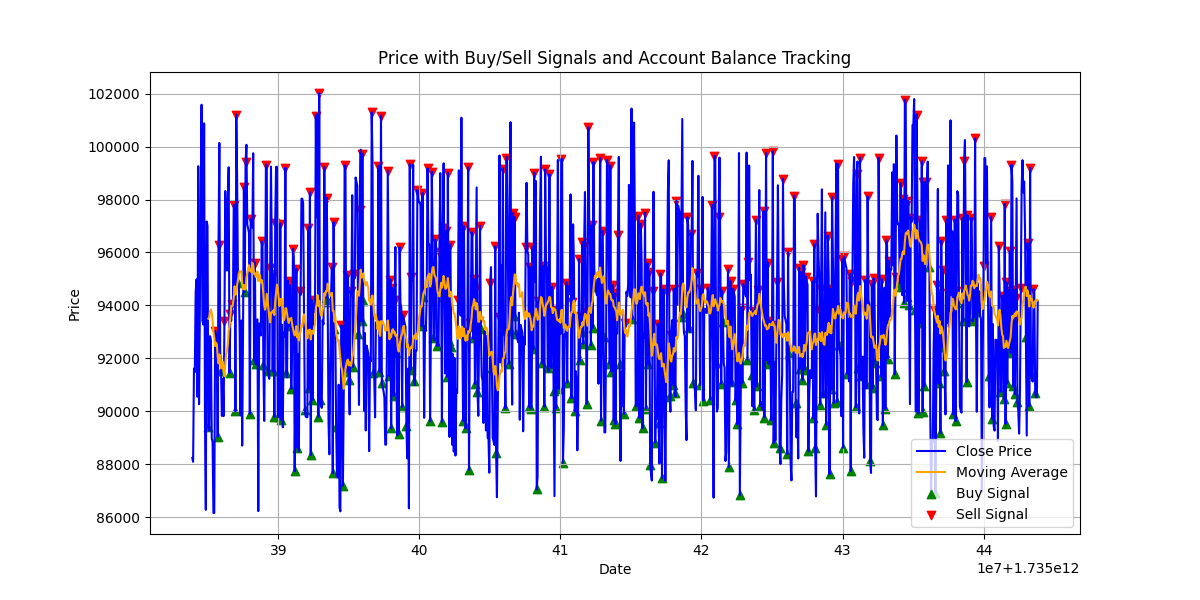 Price with Buy/Sell Signals and Account Balance Tracking
102000
100000
98000
96000
94000
92000
90000
88000
86000
Price
39
40
41
42
43
44
Date
1e7+1.735e12
Close Price
Moving Average
Buy Signal
Sell Signal